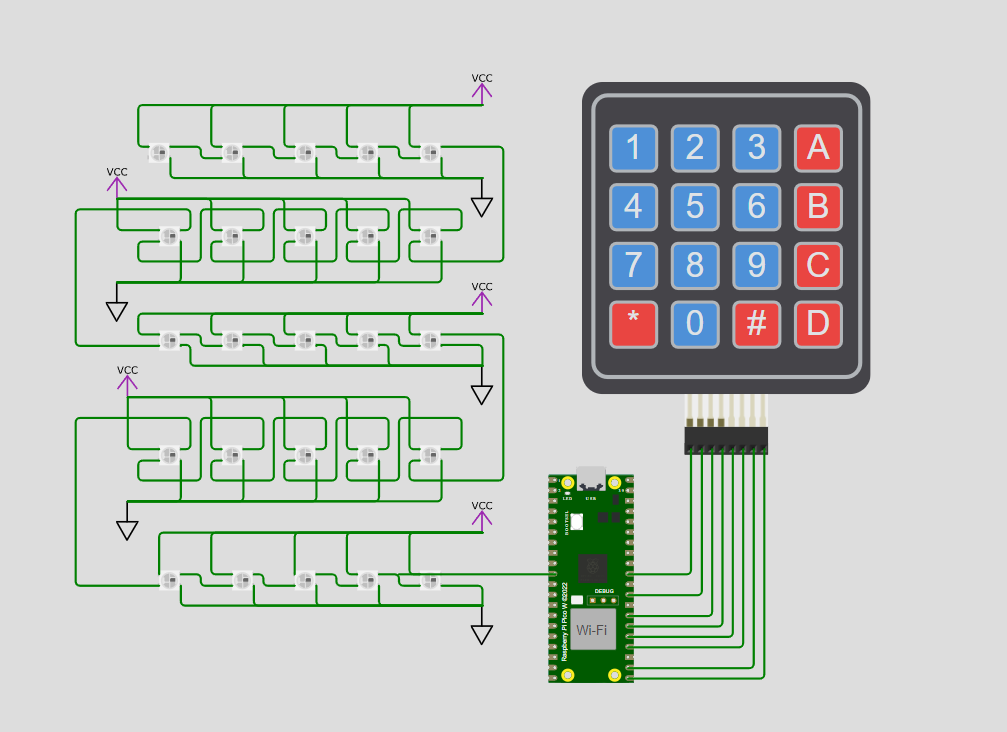 VCC
VCC
VCC
VCC
VCC
1 2 3 A
4 5 6 B
7 8 9 C
* 0 # D
LED
USB
BOOTSEL
DEBUG
Raspberry Pi Pico W ©2022
Wi-Fi